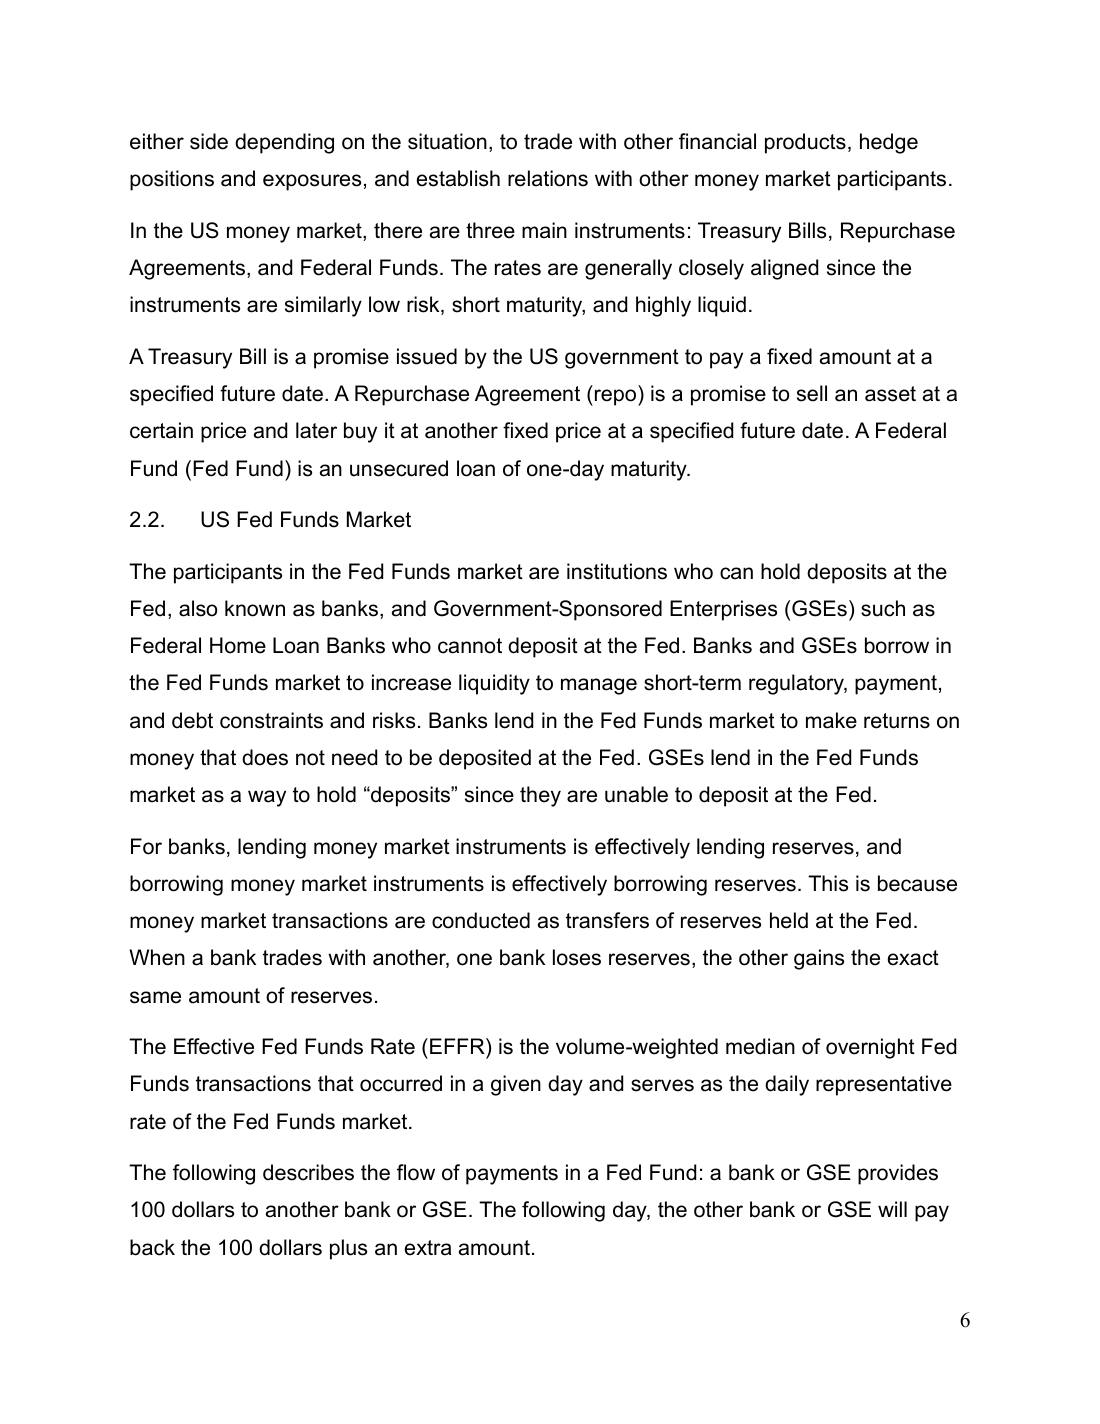 either side depending on the situation, to trade with other financial products, hedge
positions and exposures, and establish relations with other money market participants.
In the US money market, there are three main instruments: Treasury Bills, Repurchase
Agreements, and Federal Funds. The rates are generally closely aligned since the
instruments are similarly low risk, short maturity, and highly liquid.
A Treasury Bill is a promise issued by the US government to pay a fixed amount at a
specified future date. A Repurchase Agreement (repo) is a promise to sell an asset at a
certain price and later buy it at another fixed price at a specified future date. A Federal
Fund (Fed Fund) is an unsecured loan of one-day maturity.
2.2. US Fed Funds Market
The participants in the Fed Funds market are institutions who can hold deposits at the
Fed, also known as banks, and Government-Sponsored Enterprises (GSEs) such as
Federal Home Loan Banks who cannot deposit at the Fed. Banks and GSEs borrow in
the Fed Funds market to increase liquidity to manage short-term regulatory, payment,
and debt constraints and risks. Banks lend in the Fed Funds market to make returns on
money that does not need to be deposited at the Fed. GSEs lend in the Fed Funds
market as a way to hold “deposits” since they are unable to deposit at the Fed.
For banks, lending money market instruments is effectively lending reserves, and
borrowing money market instruments is effectively borrowing reserves. This is because
money market transactions are conducted as transfers of reserves held at the Fed.
When a bank trades with another, one bank loses reserves, the other gains the exact
same amount of reserves.
The Effective Fed Funds Rate (EFFR) is the volume-weighted median of overnight Fed
Funds transactions that occurred in a given day and serves as the daily representative
rate of the Fed Funds market.
The following describes the flow of payments in a Fed Fund: a bank or GSE provides
100 dollars to another bank or GSE. The following day, the other bank or GSE will pay
back the 100 dollars plus an extra amount.
6